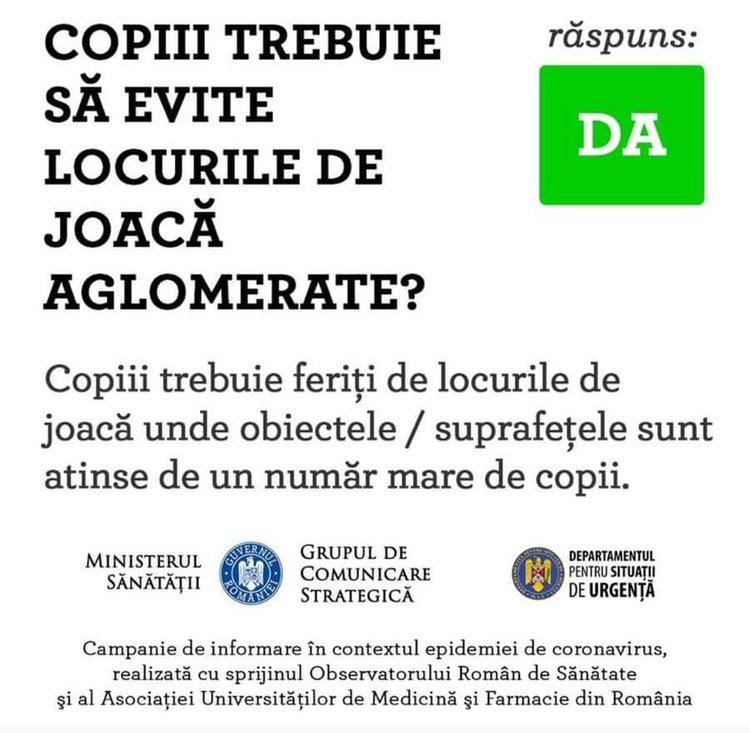 COPIII TREBUIE
SĂ EVITE
LOCURILE DE
JOACĂ
AGLOMERATE?
răspuns:
DA
Copiii trebuie feriți de locurile de
joacă unde obiectele / suprafețele sunt
atinse de un număr mare de copii.
MINISTERUL
SĂNĂTĂȚII
GUVERNUL
ROMÂNIEI
GRUPUL DE
COMUNICARE
STRATEGICĂ
DEPARTAMENTUL
PENTRU SITUAȚII
DE URGENȚĂ
Campanie de informare în contextul epidemiei de coronavirus,
realizată cu sprijinul Observatorului Român de Sănătate
şi al Asociației Universităților de Medicină şi Farmacie din România